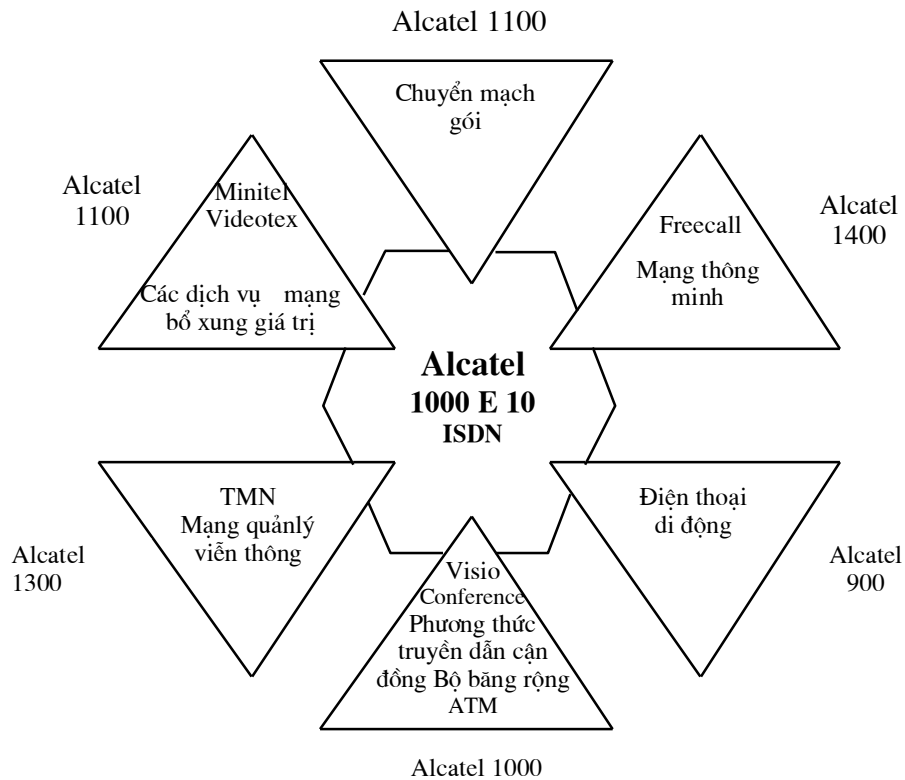 Alcatel 1100
Chuyển mạch
gói
Alcatel
1100
Minitel
Videotex
Các dịch vụ mạng
bổ xung giá trị
Freecall
Mạng thông
minh
Alcatel
1400
Alcatel
1000 E 10
ISDN
TMN
Mạng quảnlý
viễn thông
Alcatel
1300
Điện thoại
di động
Alcatel
900
Visio
Conference
Phương thức
truyền dẫn cận
đồng Bộ băng rộng
ATM
Alcatel 1000